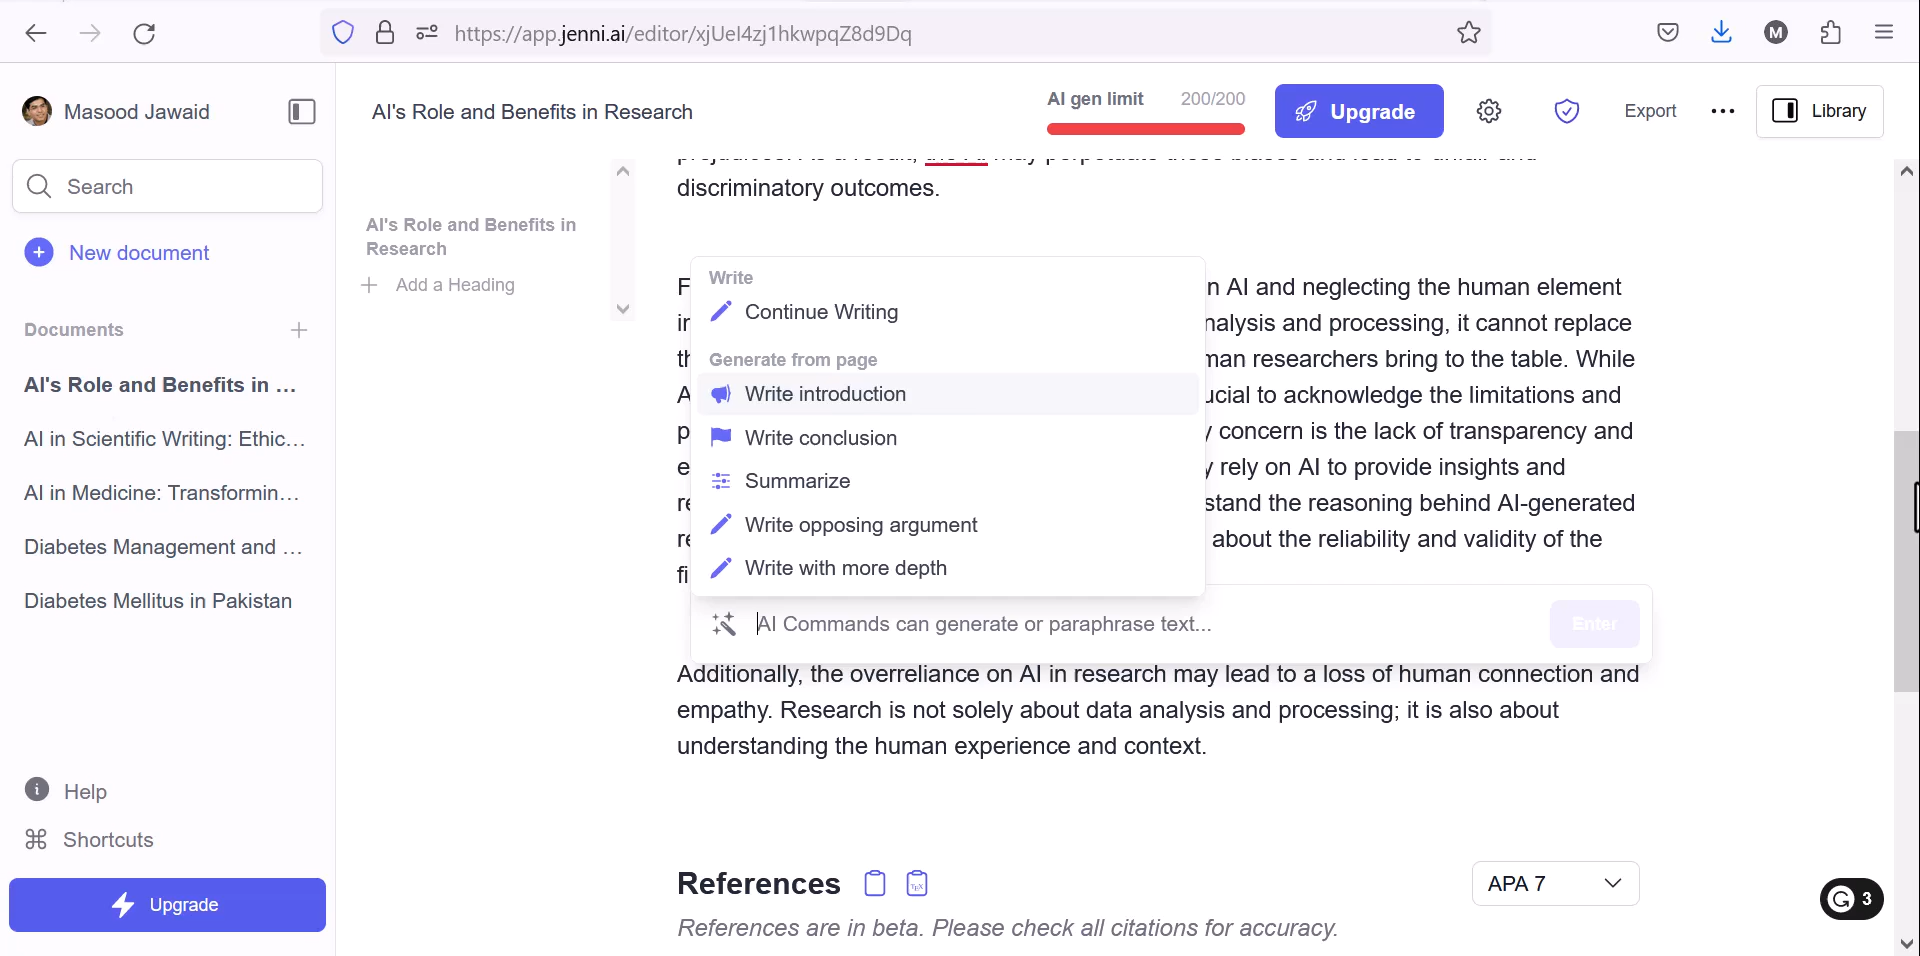 https://app.jenni.ai/editor/xjUel4zj1hkwpqZ8d9Dq
M
Masood Jawaid
Search
New document
Documents
AI's Role and Benefits in ...
AI in Scientific Writing: Ethic...
AI in Medicine: Transformin...
Diabetes Management and ...
Diabetes Mellitus in Pakistan
Help
Shortcuts
Upgrade
AI's Role and Benefits in Research
AI gen limit 200/200
Upgrade
Export
Library
AI's Role and Benefits in
Research
Add a Heading
discriminatory outcomes.
n AI and neglecting the human element
nalysis and processing, it cannot replace
man researchers bring to the table. While
ucial to acknowledge the limitations and
y concern is the lack of transparency and
y rely on AI to provide insights and
stand the reasoning behind AI-generated
about the reliability and validity of the
fi
Write
Continue Writing
Generate from page
Write introduction
Write conclusion
Summarize
Write opposing argument
Write with more depth
AI Commands can generate or paraphrase text...
Enter
Additionally, the overreliance on AI in research may lead to a loss of human connection and
empathy. Research is not solely about data analysis and processing; it is also about
understanding the human experience and context.
References
TEX
APA 7
References are in beta. Please check all citations for accuracy.
3